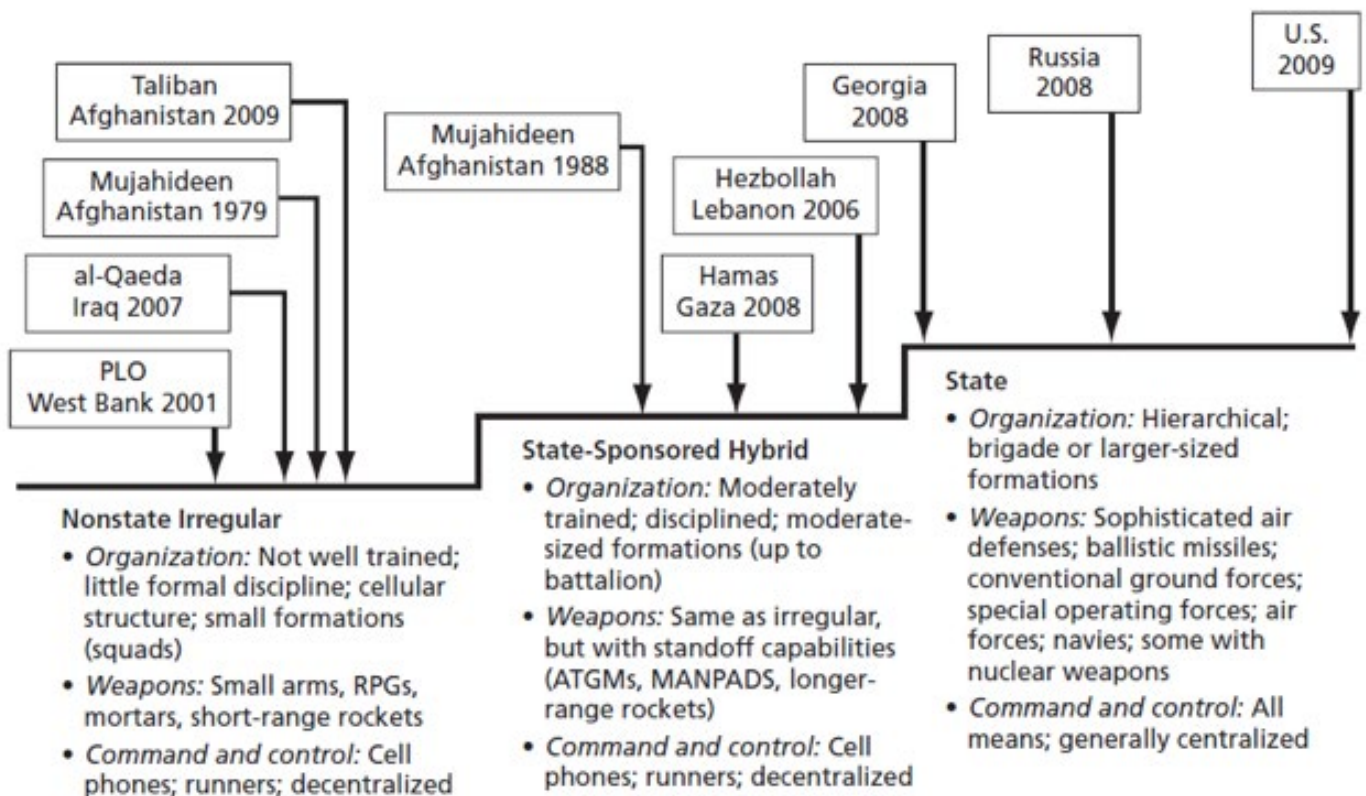 Taliban
Afghanistan 2009
Mujahideen
Afghanistan 1979
al-Qaeda
Iraq 2007
PLO
West Bank 2001
Mujahideen
Afghanistan 1988
Hezbollah
Lebanon 2006
Hamas
Gaza 2008
Georgia
2008
Russia
2008
U.S.
2009
Nonstate Irregular
• Organization: Not well trained;
little formal discipline; cellular
structure; small formations
(squads)
• Weapons: Small arms, RPGs,
mortars, short-range rockets
• Command and control: Cell
phones; runners; decentralized
State-Sponsored Hybrid
• Organization: Moderately
trained; disciplined; moderate-
sized formations (up to
battalion)
• Weapons: Same as irregular,
but with standoff capabilities
(ATGMs, MANPADS, longer-
range rockets)
• Command and control: Cell
phones; runners; decentralized
State
• Organization: Hierarchical;
brigade or larger-sized
formations
• Weapons: Sophisticated air
defenses; ballistic missiles;
conventional ground forces;
special operating forces; air
forces; navies; some with
nuclear weapons
• Command and control: All
means; generally centralized